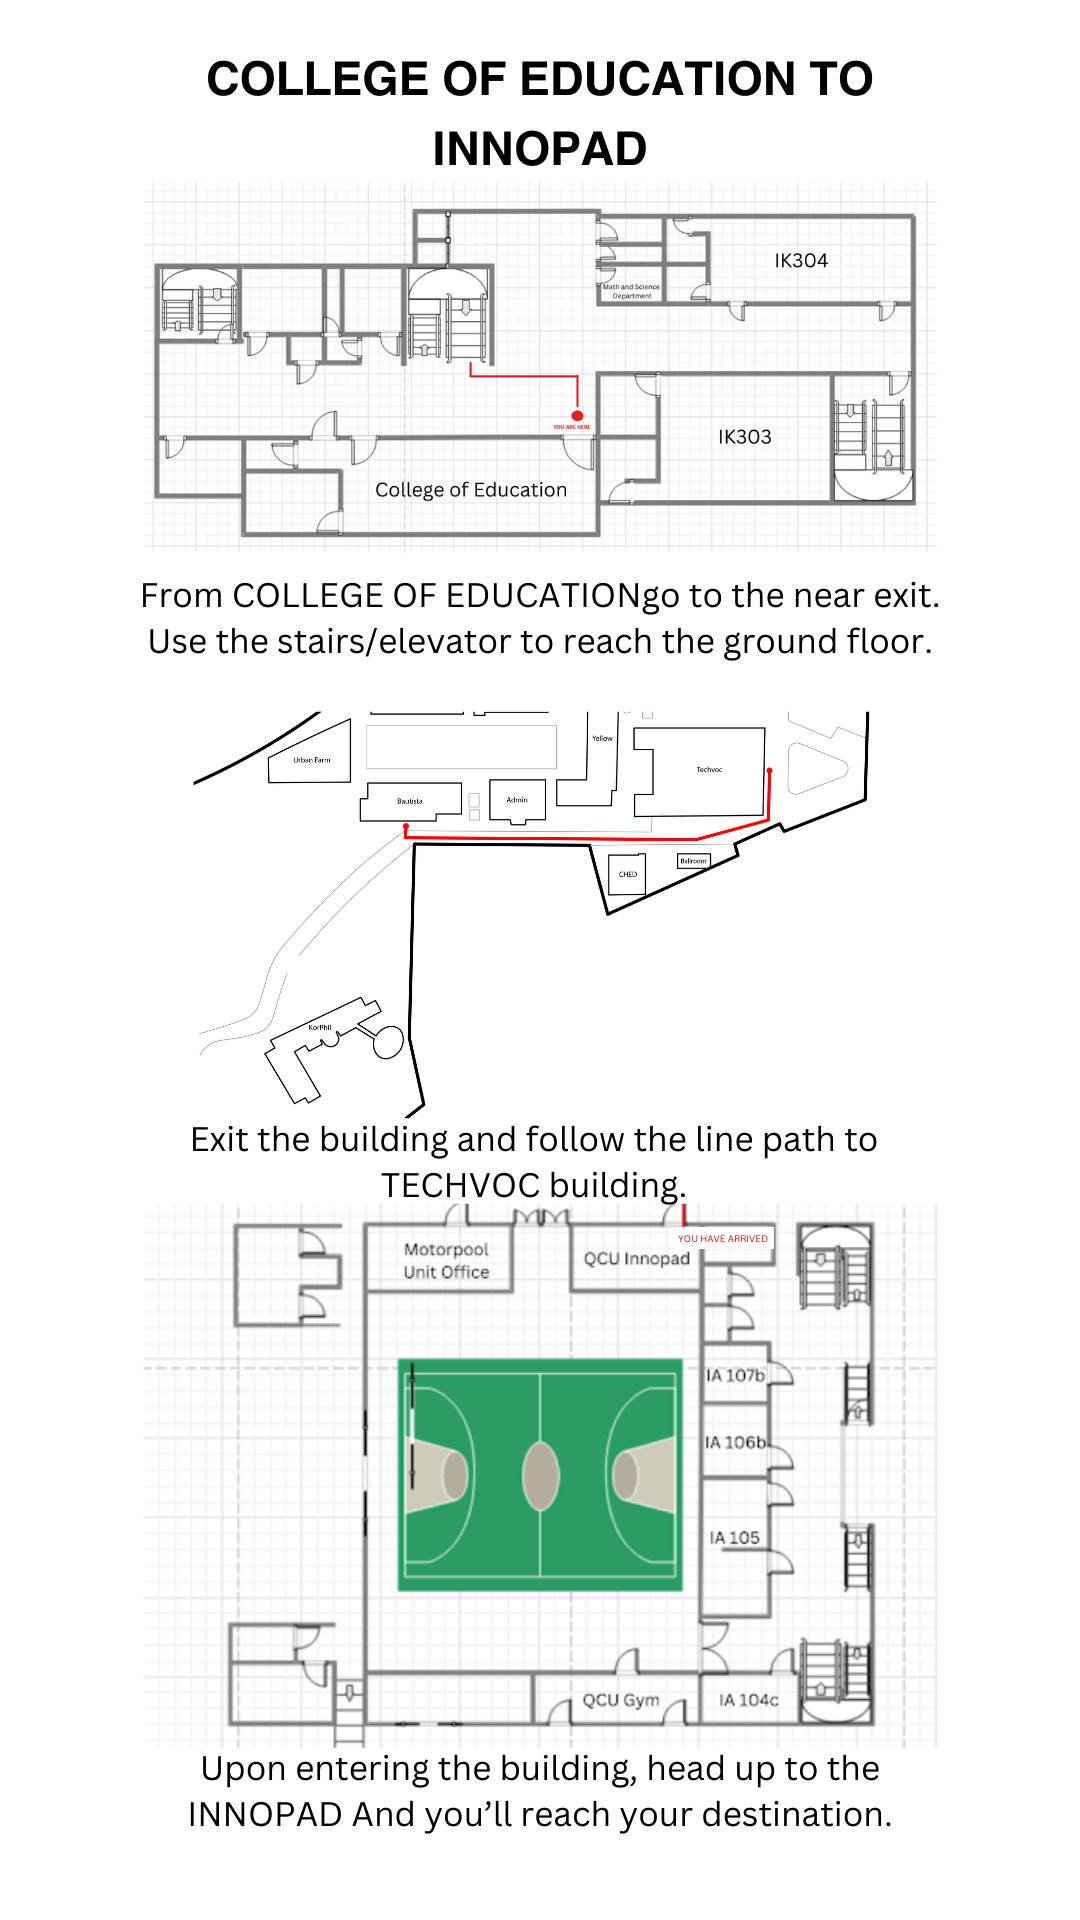 COLLEGE OF EDUCATION TO
INNOPAD
IK304
Math and Science
Department
YOU ARE HERE
IK303
College of Education
From COLLEGE OF EDUCATIONgo to the near exit.
Use the stairs/elevator to reach the ground floor.
Urban Farm
Yellow
Techvoc
Bautista
Admin
CHED
Ballroom
KorPhil
Exit the building and follow the line path to
TECHVOC building.
Motorpool
Unit Office
QCU Innopad
YOU HAVE ARRIVED
IA 107b
IA 106b
IA 105
QCU Gym
IA 104c
Upon entering the building, head up to the
INNOPAD And you’ll reach your destination.